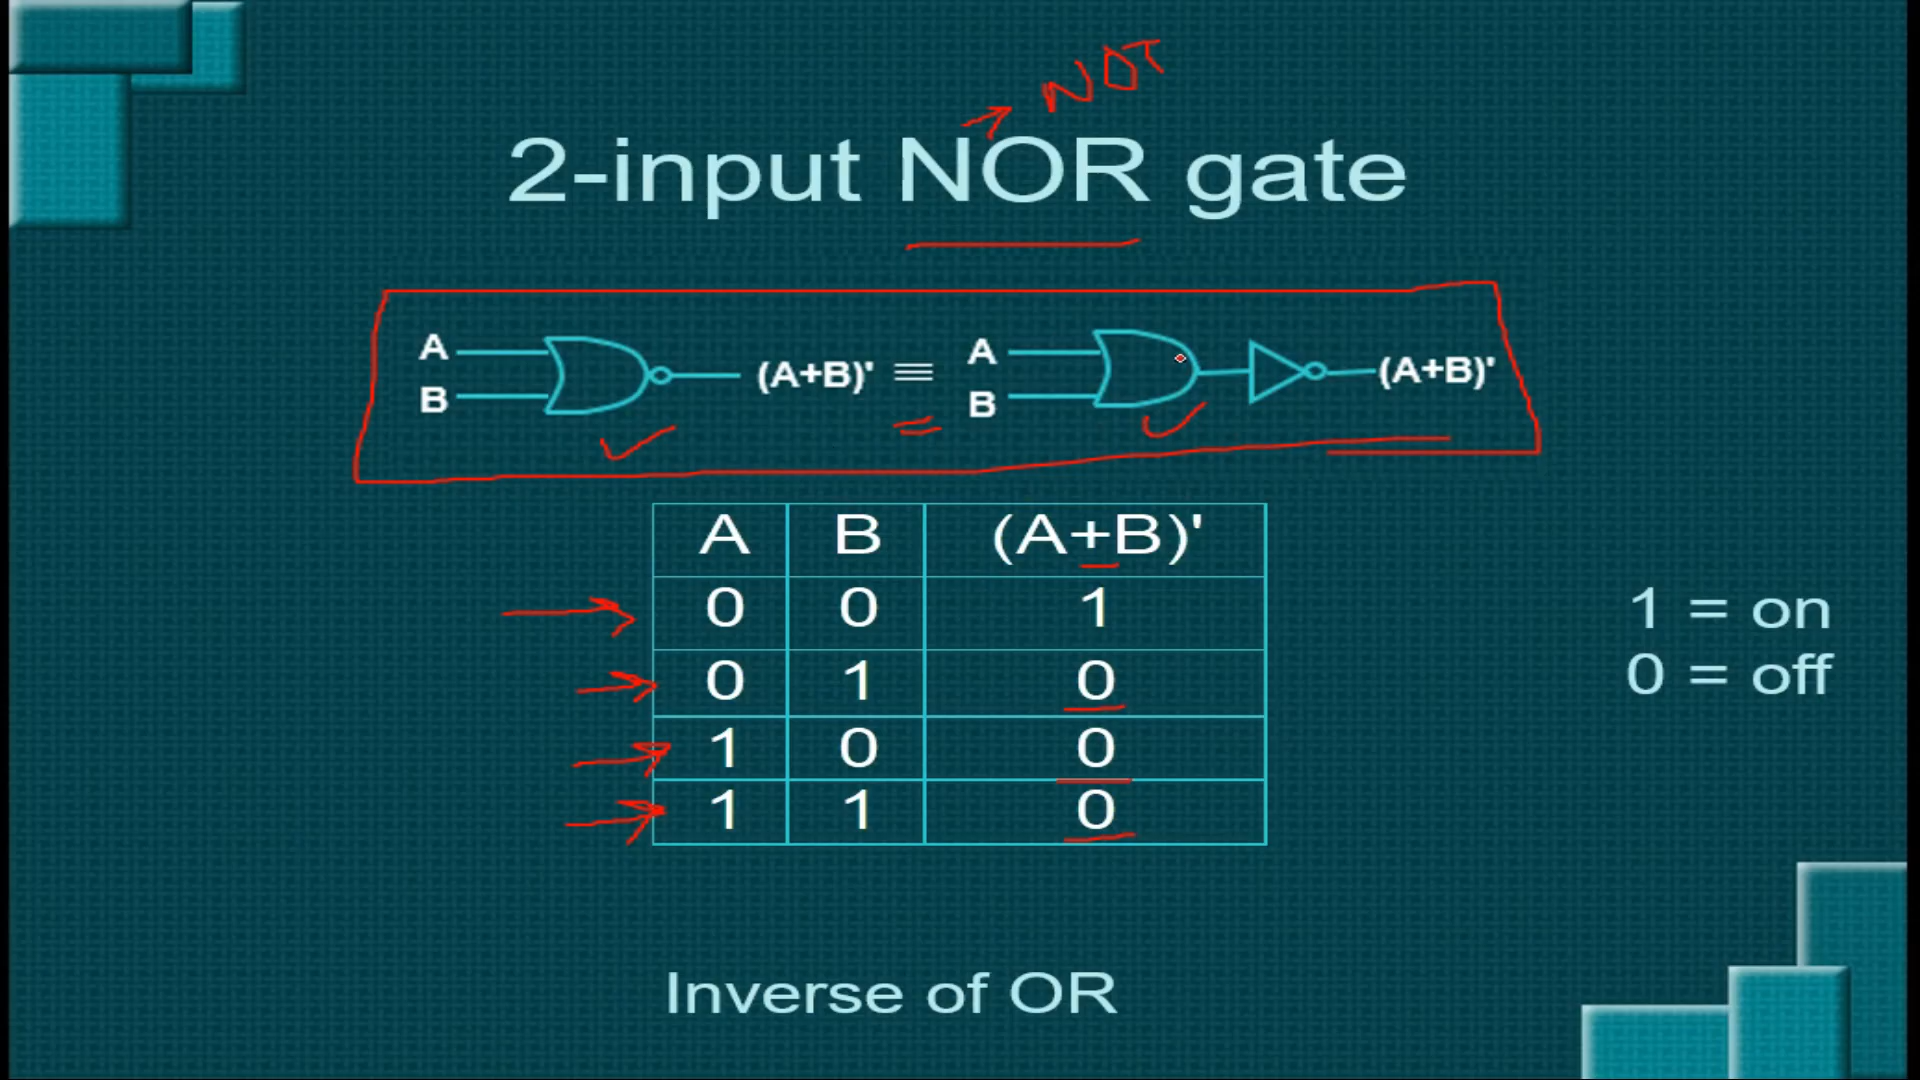 NOT
2-input NOR gate
A
B
(A+B)'
≡
A
B
(A+B)'
=
A B (A+B)'
0 0 1
0 1 0
1 0 0
1 1 0
1 = on
0 = off
Inverse of OR